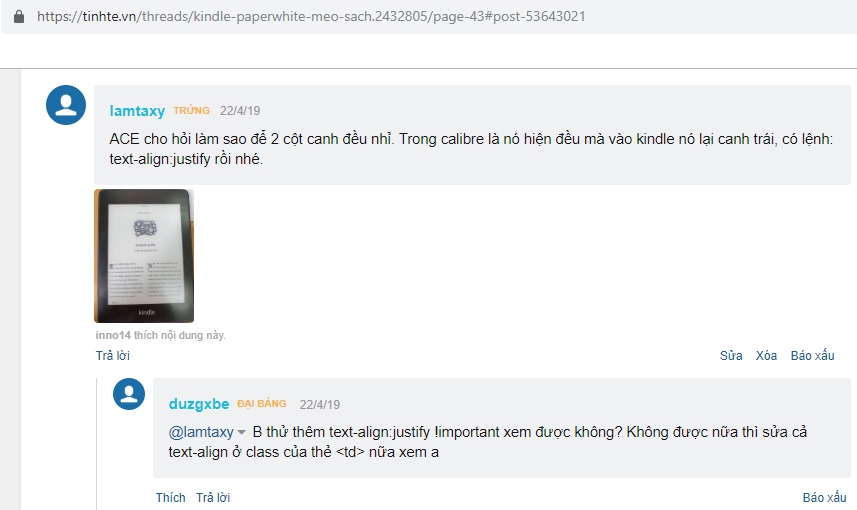 https://tinhte.vn/threads/kindle-paperwhite-meo-sach.2432805/page-43#post-53643021
lamtaxy TRỨNG 22/4/19
ACE cho hỏi làm sao để 2 cột canh đều nhỉ. Trong calibre là nó hiện đều mà vào kindle nó lại canh trái, có lệnh:
text-align:justify rồi nhé.
kindle
inno14 thích nội dung này.
Trả lời Sửa Xóa Báo xấu
duzgxbe ĐẠI BÀNG 22/4/19
@lamtaxy B thử thêm text-align:justify !important xem được không? Không được nữa thì sửa cả
text-align ở class của thẻ <td> nữa xem a
Thích Trả lời Báo xấu